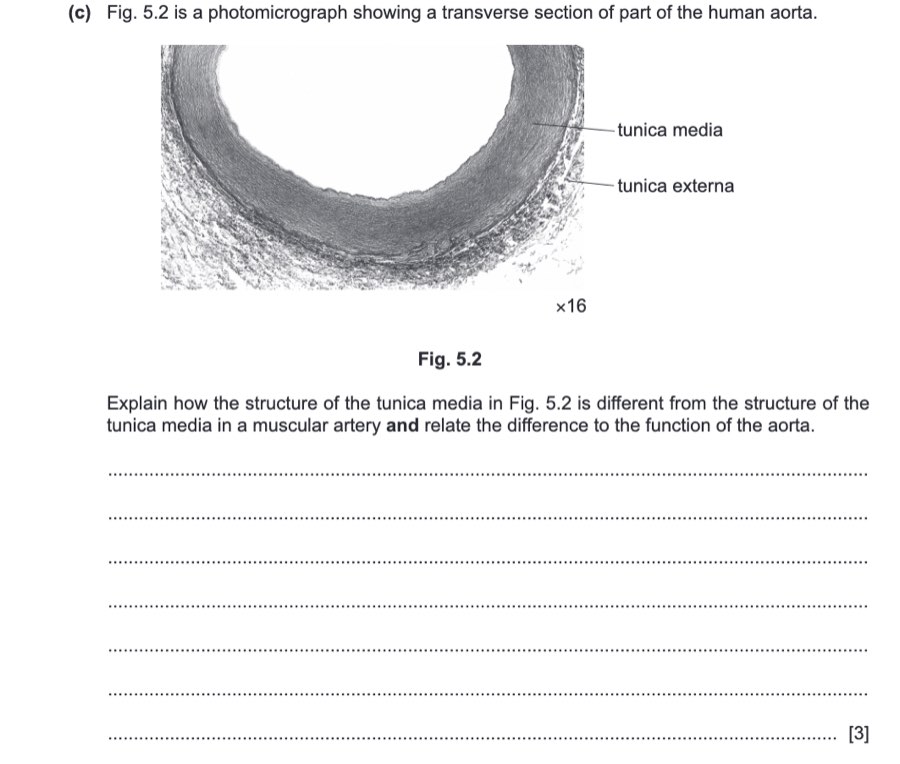 (c) Fig. 5.2 is a photomicrograph showing a transverse section of part of the human aorta.
tunica media
tunica externa
×16
Fig. 5.2
Explain how the structure of the tunica media in Fig. 5.2 is different from the structure of the
tunica media in a muscular artery and relate the difference to the function of the aorta.
[3]